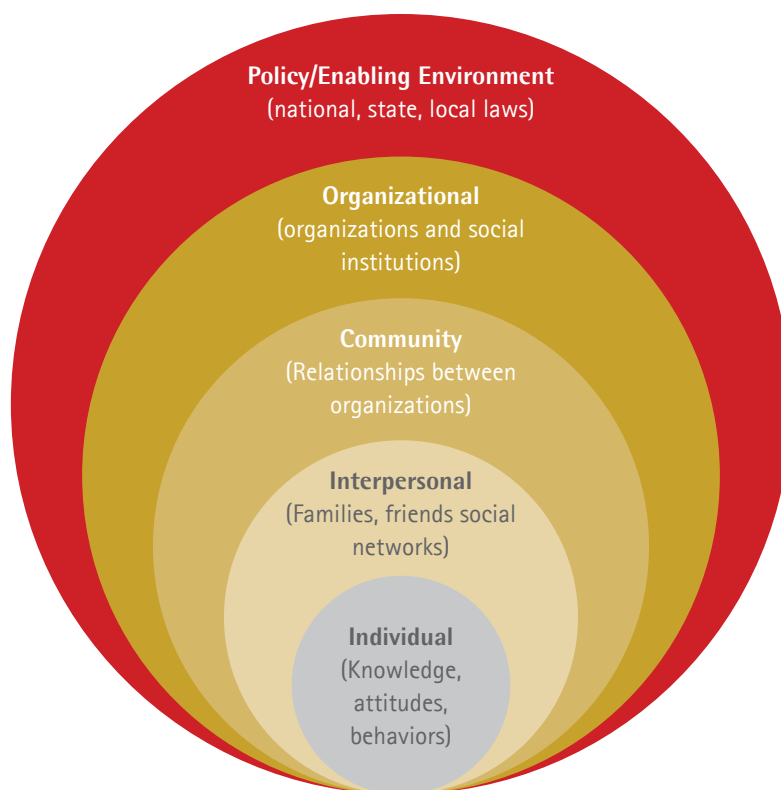 Policy/Enabling Environment
(national, state, local laws)
Organizational
(organizations and social
institutions)
Community
(Relationships between
organizations)
Interpersonal
(Families, friends social
networks)
Individual
(Knowledge,
attitudes,
behaviors)